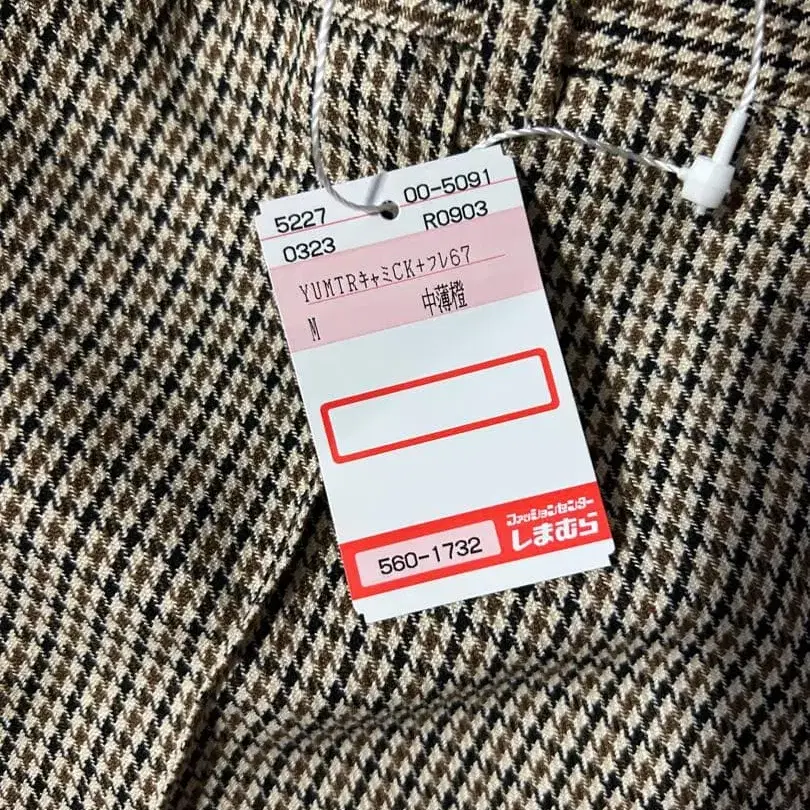 5227 00-5091
0323 R0903
YUMTRキャミCK+フレ67
M 中薄橙
560-1732
ファッションセンター
しまむら